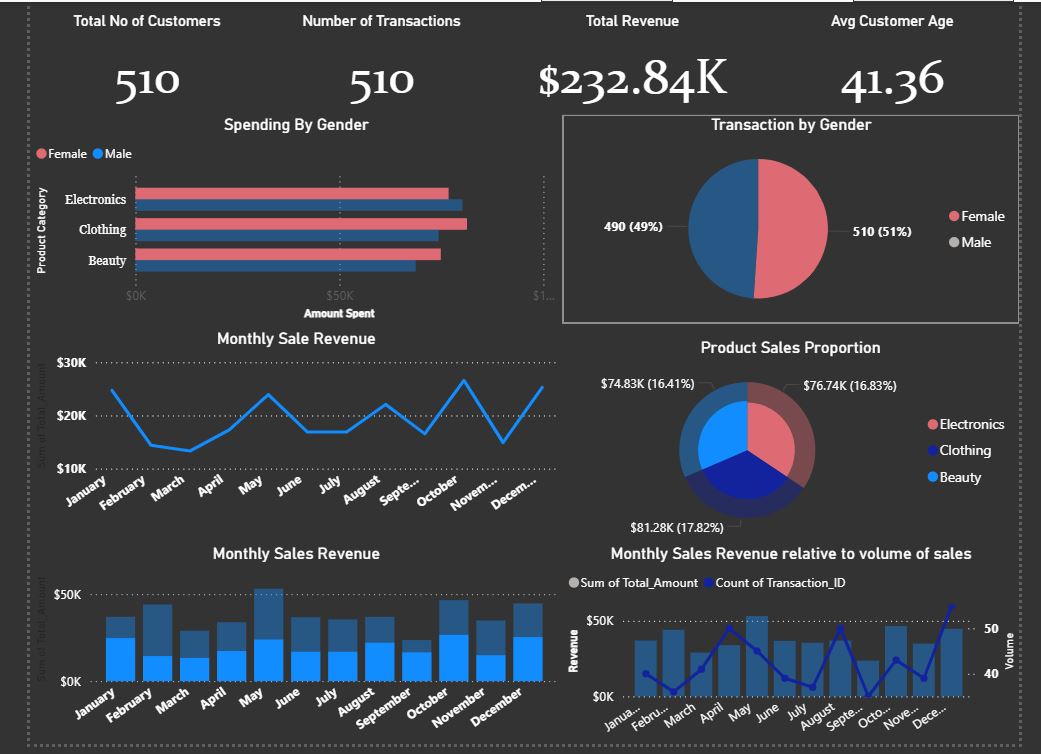 Total No of Customers
Number of Transactions
Total Revenue
Avg Customer Age
510
510
$232.84K
41.36
Spending By Gender
Female
Male
Product Category
Electronics
Clothing
Beauty
$0K
$50K
$1...
Amount Spent
Transaction by Gender
490 (49%)
510 (51%)
Female
Male
Monthly Sale Revenue
Sum of Total_Amount
$30K
$20K
$10K
January
February
March
April
May
June
July
August
Septe...
October
Novem...
Decem...
Product Sales Proportion
$74.83K (16.41%)
$76.74K (16.83%)
$81.28K (17.82%)
Electronics
Clothing
Beauty
Monthly Sales Revenue
Sum of Total_Amount
$50K
$0K
January
February
March
April
May
June
July
August
September
October
November
December
Monthly Sales Revenue relative to volume of sales
Sum of Total_Amount
Count of Transaction_ID
Revenue
$50K
$0K
50
40
Volume
Janua...
Febru...
March
April
May
June
July
August
Septe...
Octo...
Nove...
Dece...